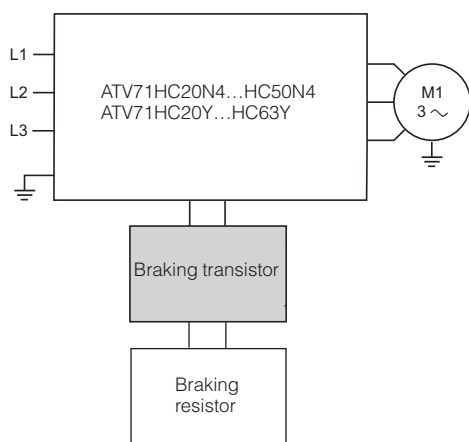 L1
L2
L3
ATV71HC20N4...HC50N4
ATV71HC20Y...HC63Y
M1
3 ~
Braking transistor
Braking
resistor